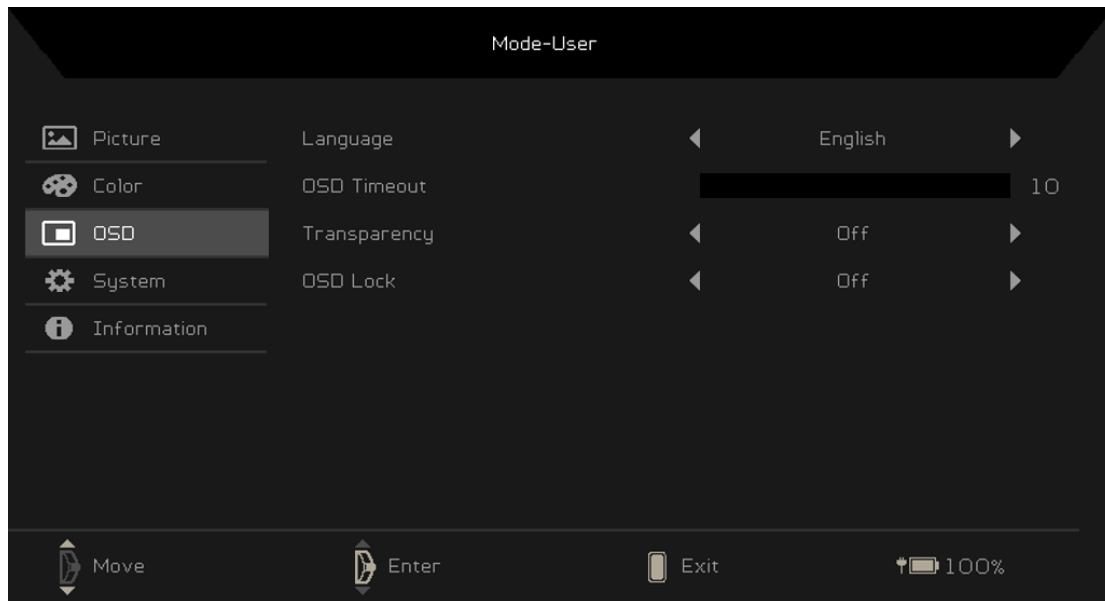 Mode-User
Picture
Language
English
Color
OSD Timeout
10
OSD
Transparency
Off
System
OSD Lock
Off
Information
Move
Enter
Exit
100%